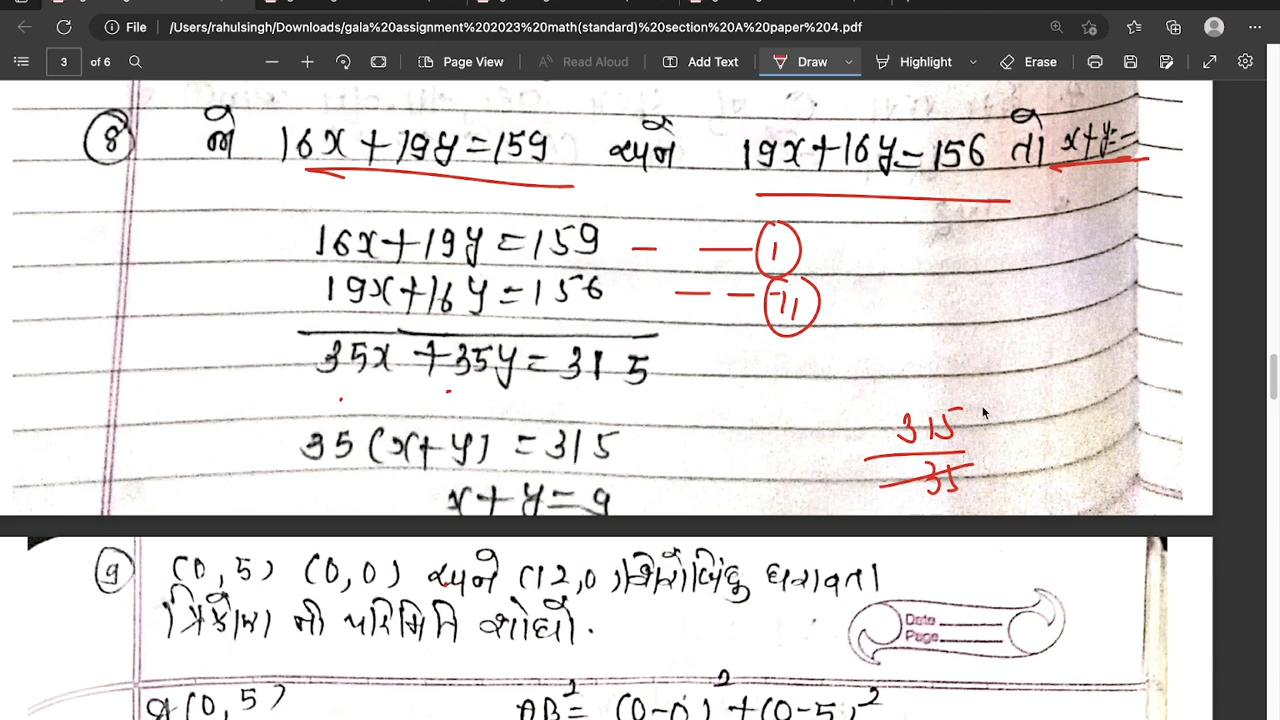 File /Users/rahulsingh/Downloads/gala%20assignment%202023%20math(standard)%20section%20A%20paper%204.pdf
3 of 6 Page View Read Aloud Add Text Draw Highlight Erase
8 જો 16x+19y=159 અને 19x+16y=156 તો x+y=
16x+19y=159 - — 1
19x+16y=156 - - 11
35x+35y=315
35(x+y)=315
315
35
x+y=9
9 (0,5) (0,0) અને (12,0) શિરોબિંદુ ધરાવતા
ત્રિકોણ ની પરિમિતિ શોધો.
Date
Page
(0,5) AB²=(0-0)²+(0-5)²